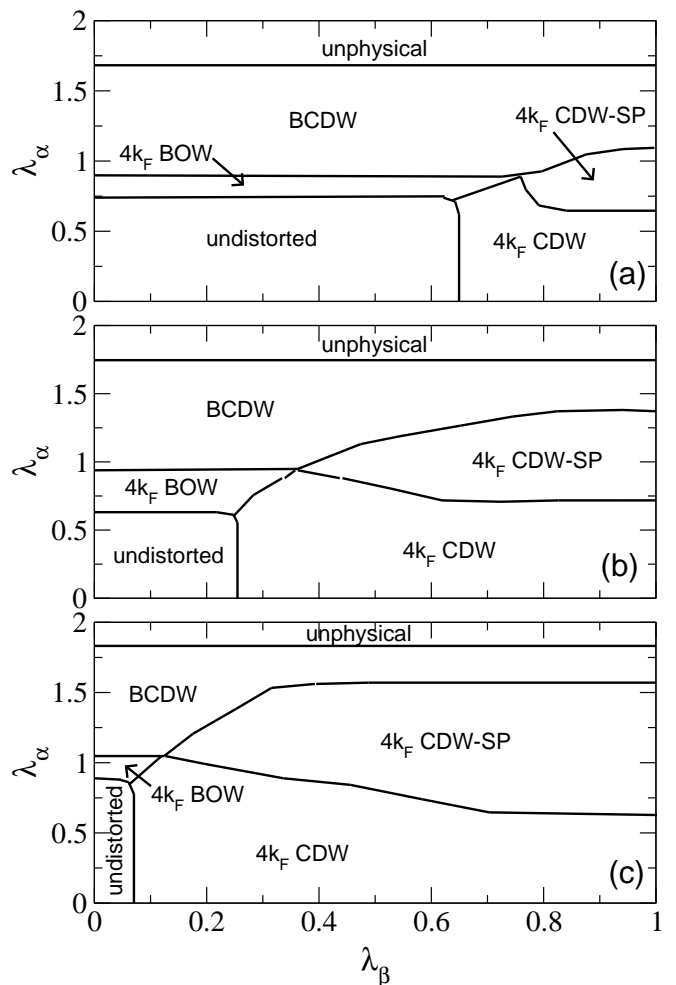 2
unphysical
1.5
BCDW
4k_F CDW-SP
λ_α
1
4k_F BOW
0.5
undistorted
4k_F CDW
0
(a)
2
unphysical
1.5
BCDW
λ_α
1
4k_F CDW-SP
4k_F BOW
0.5
undistorted
4k_F CDW
(b)
0
2
unphysical
1.5
BCDW
4k_F CDW-SP
λ_α
1
4k_F BOW
0.5
undistorted
4k_F CDW
(c)
0
0 0.2 0.4 0.6 0.8 1
λ_β